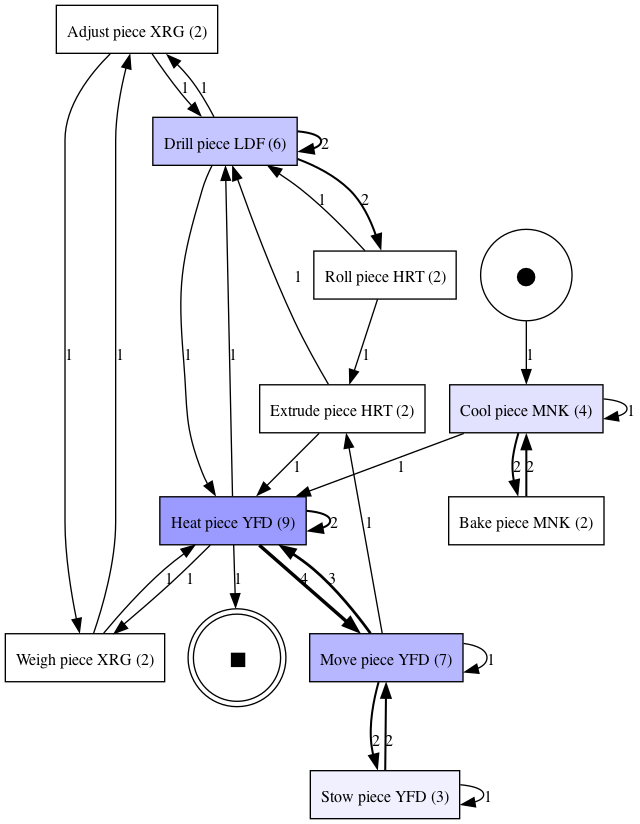 Adjust piece XRG (2)
1
1
Drill piece LDF (6)
2
1
2
Roll piece HRT (2)
1
1
1
1
1
1
1
1
Extrude piece HRT (2)
Cool piece MNK (4)
1
1
1
2
2
Heat piece YFD (9)
2
1
Bake piece MNK (2)
1
1
1
4
3
Weigh piece XRG (2)
Move piece YFD (7)
1
2
2
Stow piece YFD (3)
1